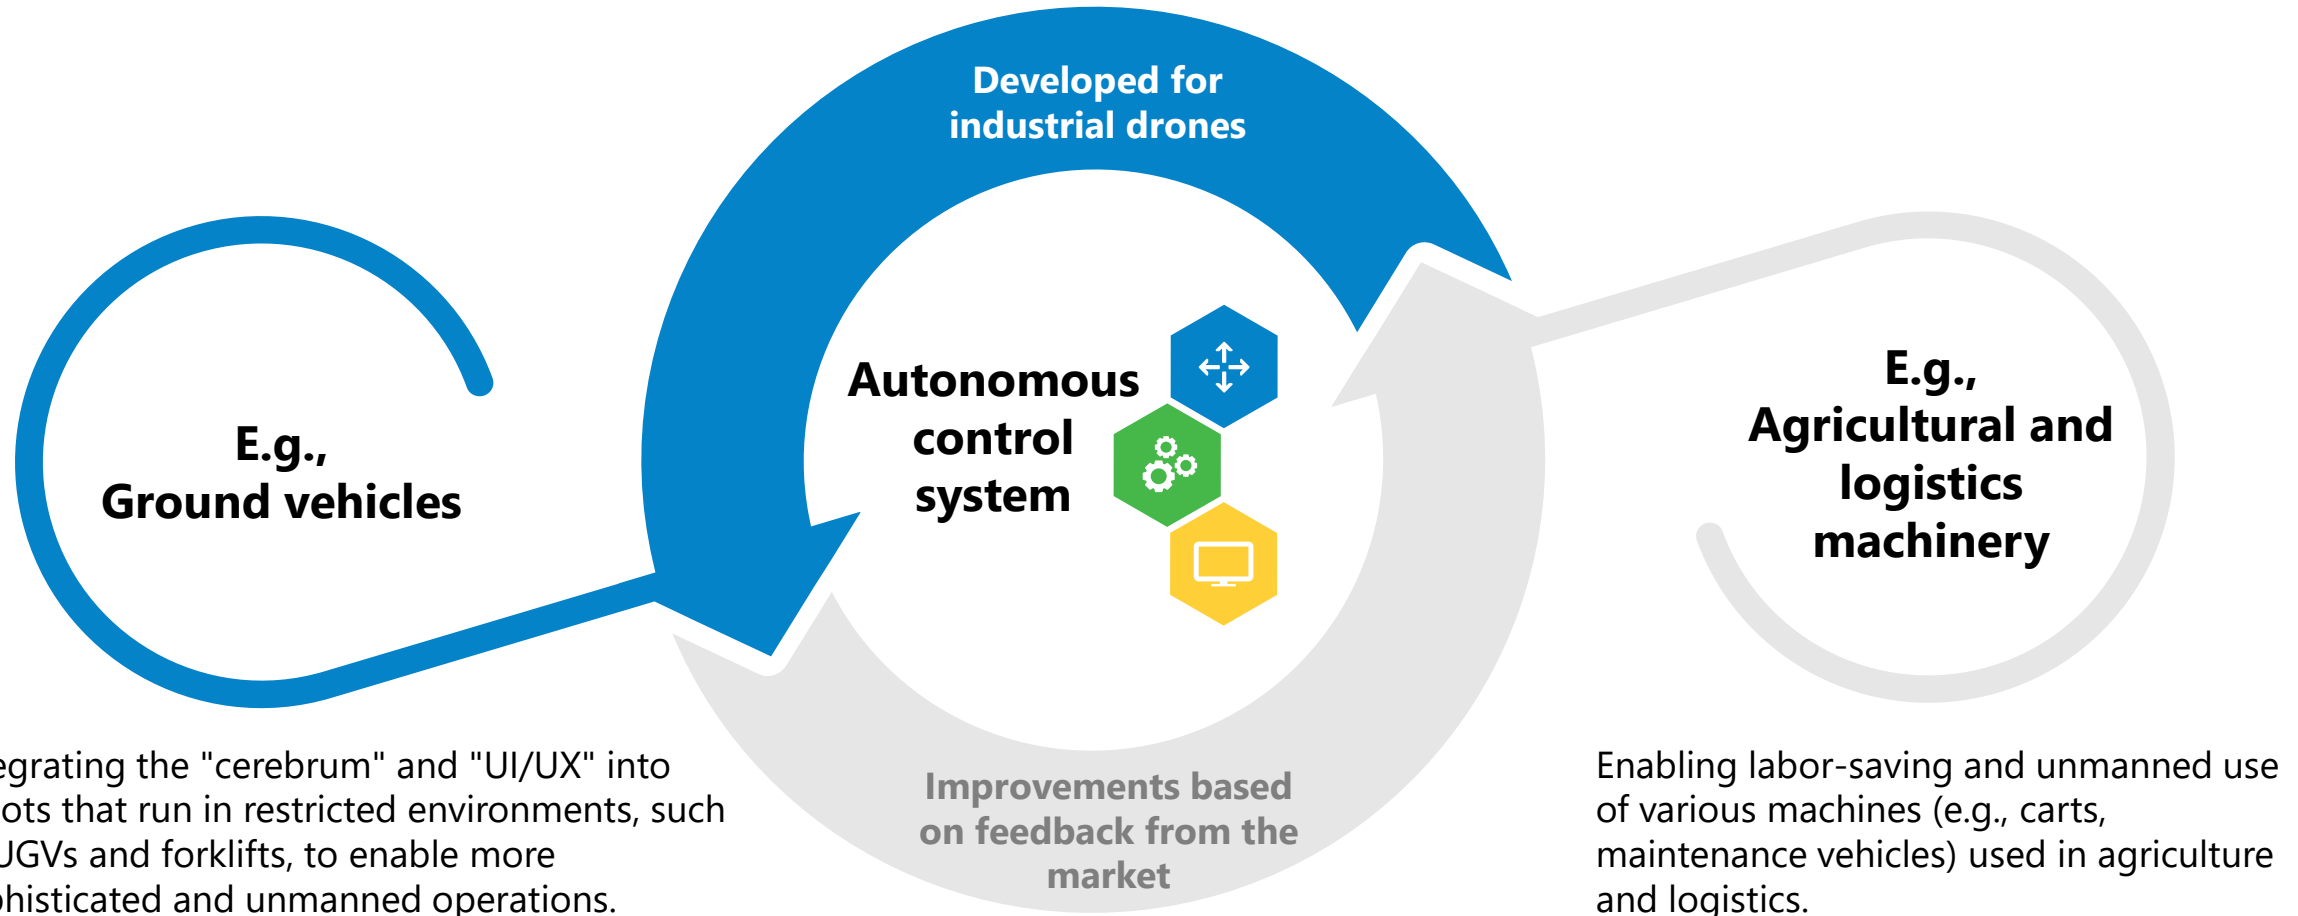 Developed for
industrial drones
E.g.,
Ground vehicles
Autonomous
control
system
E.g.,
Agricultural and
logistics
machinery
Improvements based
on feedback from the
market
the "cerebrum" and "UI/UX" into
that run in restricted environments, such
UGVs and forklifts, to enable more
and unmanned operations.
Enabling labor-saving and unmanned use
of various machines (e.g., carts,
maintenance vehicles) used in agriculture
and logistics.